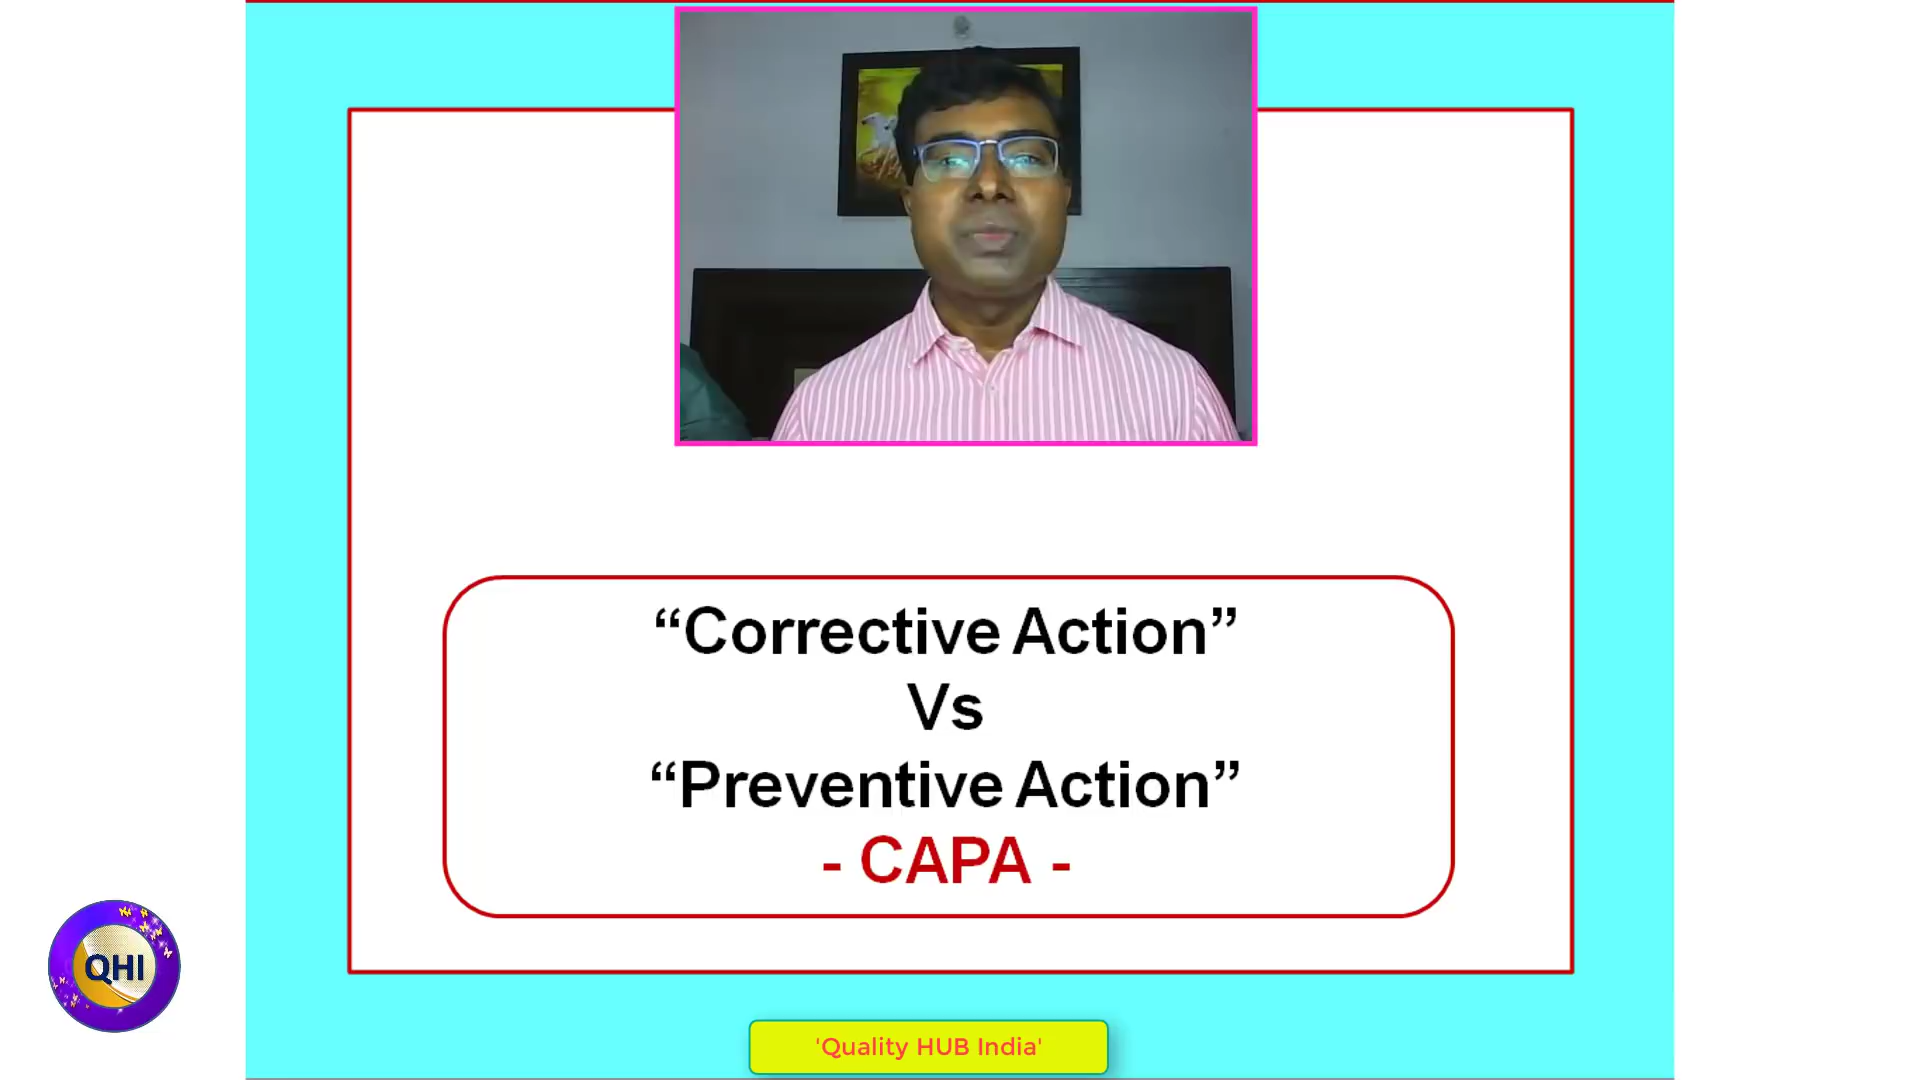 “Corrective Action”
Vs
“Preventive Action”
- CAPA -
QHI
'Quality HUB India'